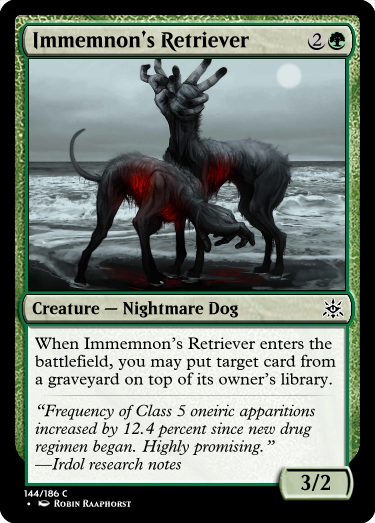 Immemnon's Retriever 2
Creature — Nightmare Dog
When Immemnon's Retriever enters the
battlefield, you may put target card from
a graveyard on top of its owner's library.
“Frequency of Class 5 oneiric apparitions
increased by 12.4 percent since new drug
regimen began. Highly promising.”
—Irdol research notes
3/2
144/186 C
• Robin Raaphorst